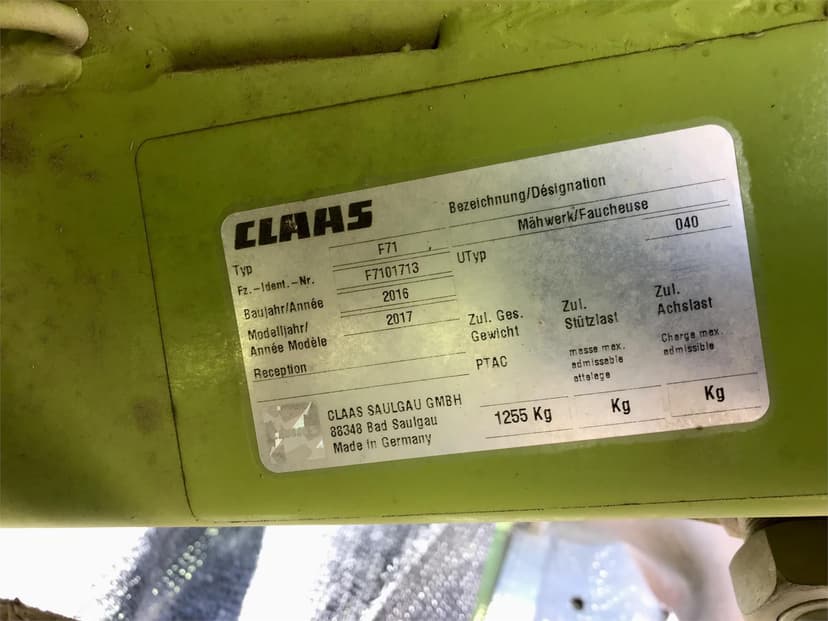 CLAAS
Bezeichnung/Désignation
Mähwerk/Faucheuse
Typ F71
UTyp 040
Fz.-Ident.-Nr. F7101713
Baujahr/Année 2016
Modelljahr/ 2017
Année Modèle
Reception
Zul. Ges.
Gewicht
PTAC
1255 Kg
Zul.
Stützlast
masse max.
admissable
attelage
Kg
Zul.
Achslast
Charge max.
admissible
Kg
CLAAS SAULGAU GMBH
88348 Bad Saulgau
Made in Germany